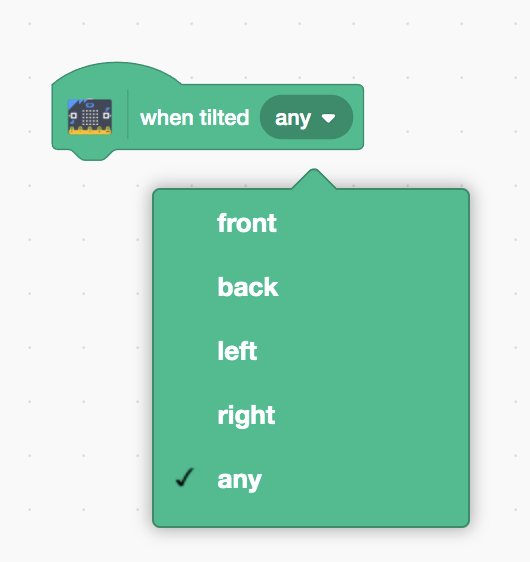 when tilted any
front
back
left
right
any